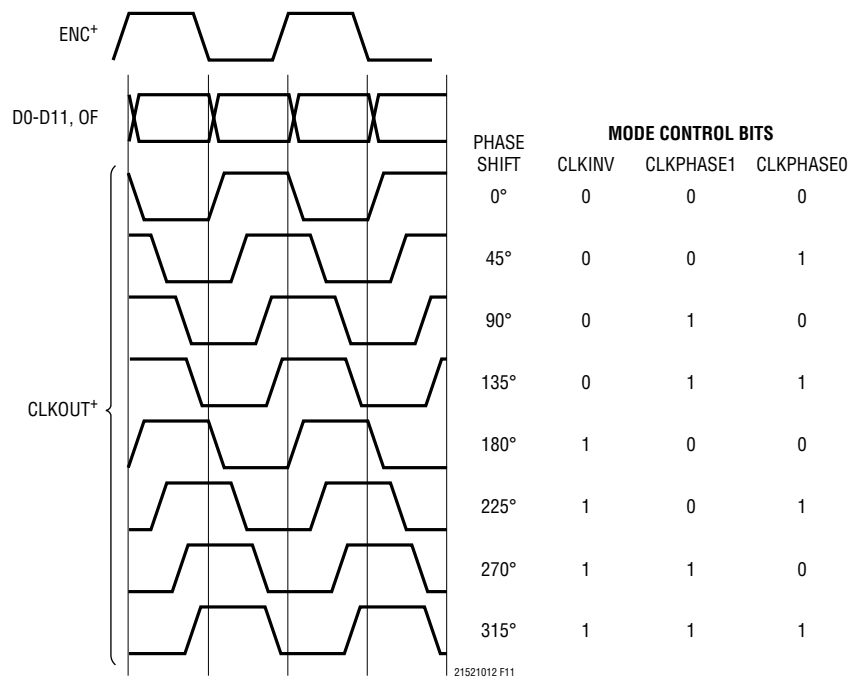 ENC+
D0-D11, OF
CLKOUT+
MODE CONTROL BITS
PHASE SHIFT CLKINV CLKPHASE1 CLKPHASE0
0° 0 0 0
45° 0 0 1
90° 0 1 0
135° 0 1 1
180° 1 0 0
225° 1 0 1
270° 1 1 0
315° 1 1 1
21521012 F11